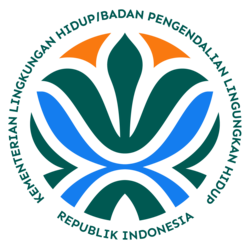 KEMENTERIAN LINGKUNGAN HIDUP/BADAN PENGENDALIAN LINGUNGKAN HIDUP
REPUBLIK INDONESIA